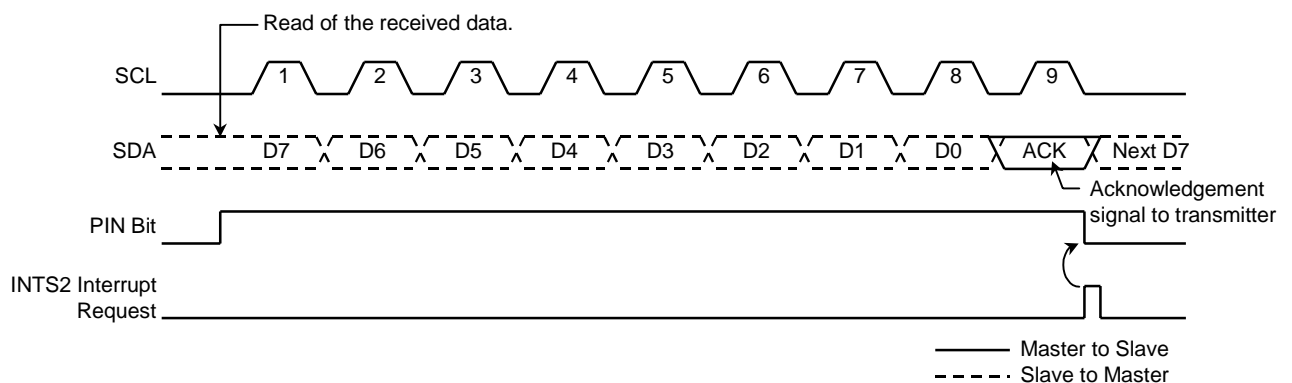 Read of the received data.
SCL 1 2 3 4 5 6 7 8 9
SDA D7 D6 D5 D4 D3 D2 D1 D0 ACK Next D7
Acknowledgement
signal to transmitter
PIN Bit
INTS2 Interrupt
Request
Master to Slave
Slave to Master